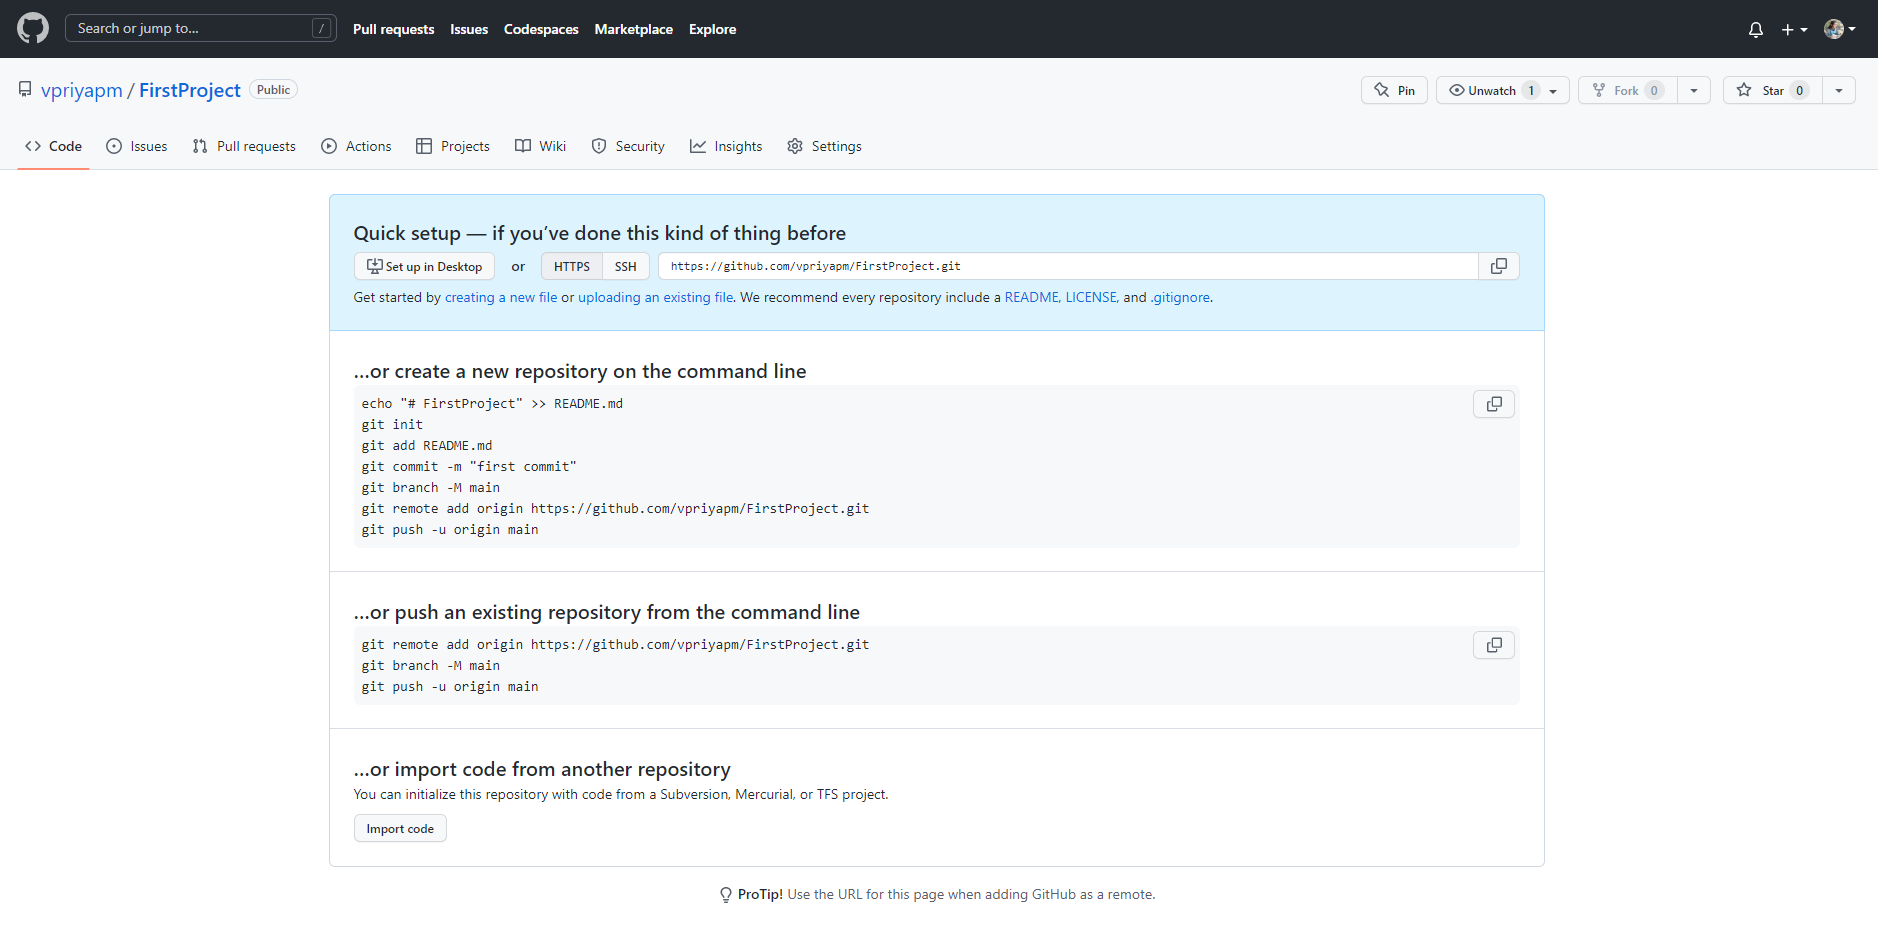 Search or jump to... /
Pull requests Issues Codespaces Marketplace Explore
vpriyapm / FirstProject Public
Pin Unwatch 1 Fork 0 Star 0
Code Issues Pull requests Actions Projects Wiki Security Insights Settings
Quick setup — if you’ve done this kind of thing before
Set up in Desktop or HTTPS SSH https://github.com/vpriyapm/FirstProject.git
Get started by creating a new file or uploading an existing file. We recommend every repository include a README, LICENSE, and .gitignore.
…or create a new repository on the command line
echo "# FirstProject" >> README.md
git init
git add README.md
git commit -m "first commit"
git branch -M main
git remote add origin https://github.com/vpriyapm/FirstProject.git
git push -u origin main
…or push an existing repository from the command line
git remote add origin https://github.com/vpriyapm/FirstProject.git
git branch -M main
git push -u origin main
…or import code from another repository
You can initialize this repository with code from a Subversion, Mercurial, or TFS project.
Import code
ProTip! Use the URL for this page when adding GitHub as a remote.